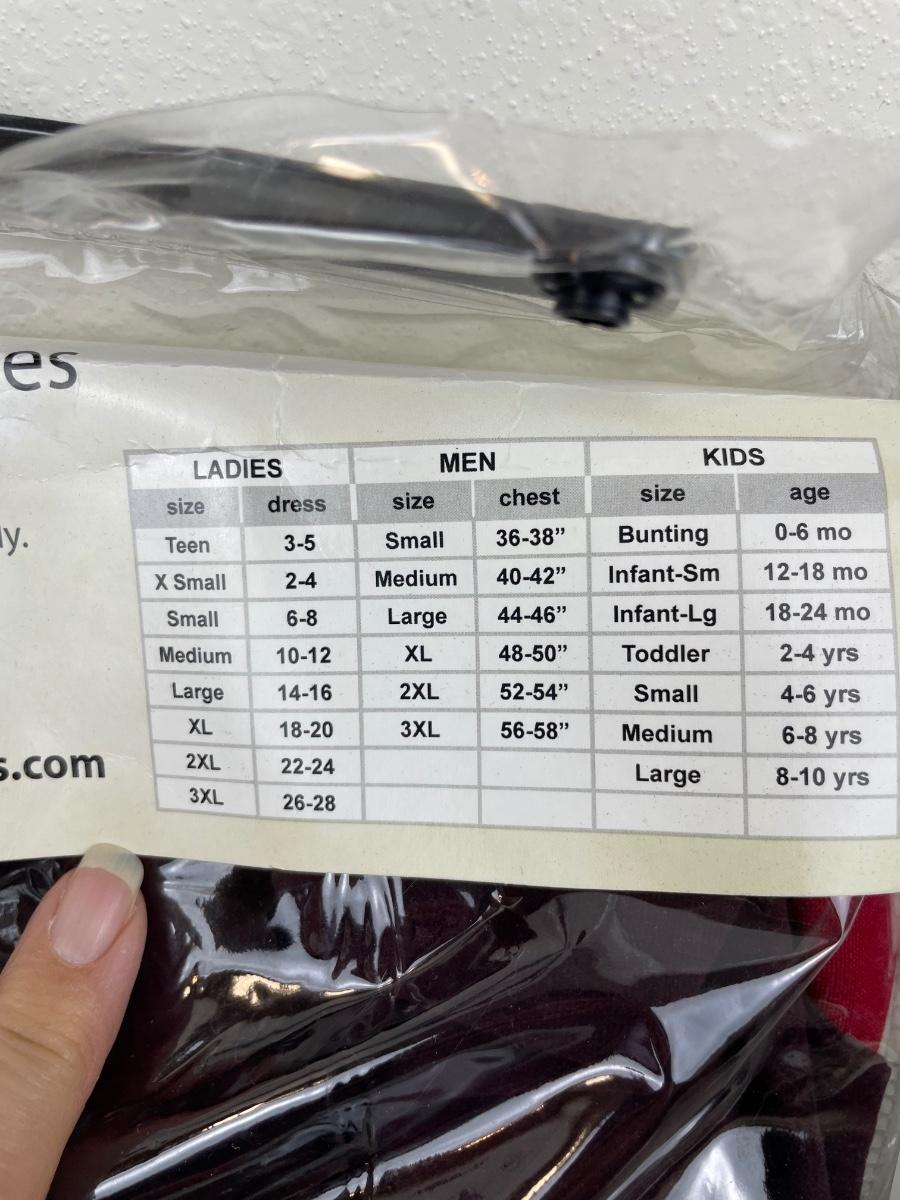 es
ly.
s.com
LADIES MEN KIDS
size dress size chest size age
Teen 3-5 Small 36-38” Bunting 0-6 mo
X Small 2-4 Medium 40-42” Infant-Sm 12-18 mo
Small 6-8 Large 44-46” Infant-Lg 18-24 mo
Medium 10-12 XL 48-50” Toddler 2-4 yrs
Large 14-16 2XL 52-54” Small 4-6 yrs
XL 18-20 3XL 56-58” Medium 6-8 yrs
2XL 22-24 Large 8-10 yrs
3XL 26-28